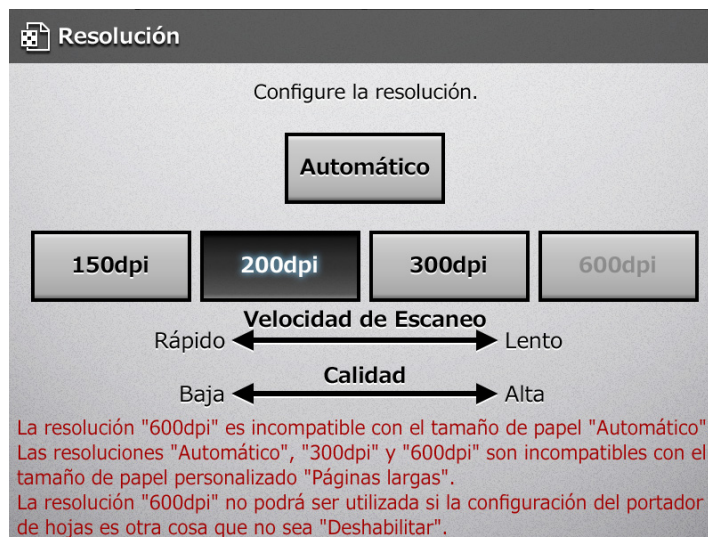 Resolución
Configure la resolución.
Automático
150dpi 200dpi 300dpi 600dpi
Velocidad de Escaneo
Rápido Lento
Calidad
Baja Alta
La resolución "600dpi" es incompatible con el tamaño de papel "Automático"
Las resoluciones "Automático", "300dpi" y "600dpi" son incompatibles con el
tamaño de papel personalizado "Páginas largas".
La resolución "600dpi" no podrá ser utilizada si la configuración del portador
de hojas es otra cosa que no sea "Deshabilitar".